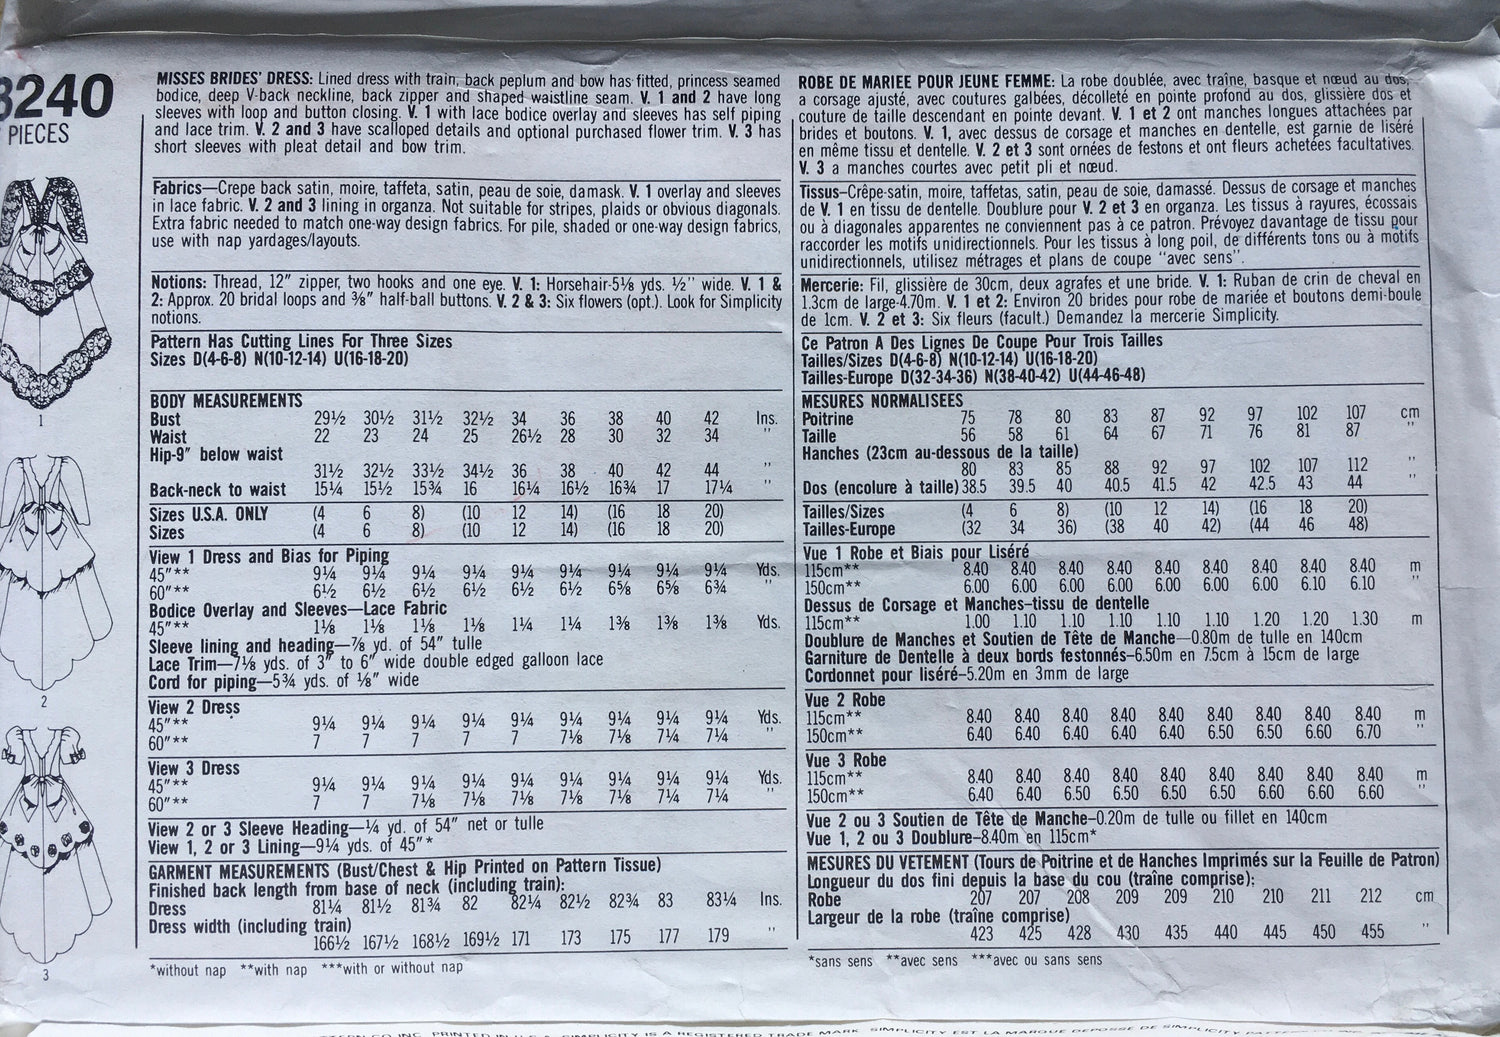 8240
PIECES
1
2
3
MISSES BRIDES' DRESS: Lined dress with train, back peplum and bow has fitted, princess seamed
bodice, deep V-back neckline, back zipper and shaped waistline seam. V. 1 and 2 have long
sleeves with loop and button closing. V. 1 with lace bodice overlay and sleeves has self piping
and lace trim. V. 2 and 3 have scalloped details and optional purchased flower trim. V. 3 has
short sleeves with pleat detail and bow trim.
Fabrics—Crepe back satin, moire, taffeta, satin, peau de soie, damask. V. 1 overlay and sleeves
in lace fabric. V. 2 and 3 lining in organza. Not suitable for stripes, plaids or obvious diagonals.
Extra fabric needed to match one-way design fabrics. For pile, shaded or one-way design fabrics,
use with nap yardages/layouts.
Notions: Thread, 12" zipper, two hooks and one eye. V. 1: Horsehair-5⅛ yds. ½" wide. V. 1 &
2: Approx. 20 bridal loops and ⅜" half-ball buttons. V. 2 & 3: Six flowers (opt.). Look for Simplicity
notions.
Pattern Has Cutting Lines For Three Sizes
Sizes D(4-6-8) N(10-12-14) U(16-18-20)
BODY MEASUREMENTS
Bust 29½ 30½ 31½ 32½ 34 36 38 40 42 Ins.
Waist 22 23 24 25 26½ 28 30 32 34 "
Hip-9" below waist
31½ 32½ 33½ 34½ 36 38 40 42 44 "
Back-neck to waist 15¼ 15½ 15¾ 16 16¼ 16½ 16¾ 17 17¼ "
Sizes U.S.A. ONLY (4 6 8) (10 12 14) (16 18 20)
Sizes (4 6 8) (10 12 14) (16 18 20)
View 1 Dress and Bias for Piping
45"** 9¼ 9¼ 9¼ 9¼ 9¼ 9¼ 9¼ 9¼ 9¼ Yds.
60"** 6½ 6½ 6½ 6½ 6½ 6½ 6⅝ 6⅝ 6¾ "
Bodice Overlay and Sleeves—Lace Fabric
45"** 1⅛ 1⅛ 1⅛ 1⅛ 1¼ 1¼ 1⅜ 1⅜ 1⅜ Yds.
Sleeve lining and heading—⅞ yd. of 54" tulle
Lace Trim—7⅛ yds. of 3" to 6" wide double edged galloon lace
Cord for piping—5¾ yds. of ⅛" wide
View 2 Dress
45"** 9¼ 9¼ 9¼ 9¼ 9¼ 9¼ 9¼ 9¼ 9¼ Yds.
60"** 7 7 7 7 7 7⅛ 7⅛ 7¼ 7¼ "
View 3 Dress
45"** 9¼ 9¼ 9¼ 9¼ 9¼ 9¼ 9¼ 9¼ 9¼ Yds.
60"** 7 7 7⅛ 7⅛ 7⅛ 7⅛ 7¼ 7¼ 7¼ "
View 2 or 3 Sleeve Heading—¼ yd. of 54" net or tulle
View 1, 2 or 3 Lining—9¼ yds. of 45"*
GARMENT MEASUREMENTS (Bust/Chest & Hip Printed on Pattern Tissue)
Finished back length from base of neck (including train):
Dress 81¼ 81½ 81¾ 82 82¼ 82½ 82¾ 83 83¼ Ins.
Dress width (including train)
166½ 167½ 168½ 169½ 171 173 175 177 179 "
*without nap **with nap ***with or without nap
ROBE DE MARIEE POUR JEUNE FEMME: La robe doublée, avec traîne, basque et nœud au dos,
a corsage ajusté, avec coutures galbées, décolleté en pointe profond au dos, glissière dos et
couture de taille descendant en pointe devant. V. 1 et 2 ont manches longues attachées par
brides et boutons. V. 1, avec dessus de corsage et manches en dentelle, est garnie de liséré
en même tissu et dentelle. V. 2 et 3 sont ornées de festons et ont fleurs achetées facultatives.
V. 3 a manches courtes avec petit pli et nœud.
Tissus—Crêpe-satin, moire, taffetas, satin, peau de soie, damassé. Dessus de corsage et manches
de V. 1 en tissu de dentelle. Doublure pour V. 2 et 3 en organza. Les tissus à rayures, écossais
ou à diagonales apparentes ne conviennent pas à ce patron. Prévoyez davantage de tissu pour
raccorder les motifs unidirectionnels. Pour les tissus à long poil, de différents tons ou à motifs
unidirectionnels, utilisez métrages et plans de coupe "avec sens".
Mercerie: Fil, glissière de 30cm, deux agrafes et une bride. V. 1: Ruban de crin de cheval en
1.3cm de large-4.70m. V. 1 et 2: Environ 20 brides pour robe de mariée et boutons demi-boule
de 1cm. V. 2 et 3: Six fleurs (facult.) Demandez la mercerie Simplicity.
Ce Patron A Des Lignes De Coupe Pour Trois Tailles
Tailles/Sizes D(4-6-8) N(10-12-14) U(16-18-20)
Tailles-Europe D(32-34-36) N(38-40-42) U(44-46-48)
MESURES NORMALISEES
Poitrine 75 78 80 83 87 92 97 102 107 cm
Taille 56 58 61 64 67 71 76 81 87 "
Hanches (23cm au-dessous de la taille)
80 83 85 88 92 97 102 107 112 "
Dos (encolure à taille) 38.5 39.5 40 40.5 41.5 42 42.5 43 44 "
Tailles/Sizes (4 6 8) (10 12 14) (16 18 20)
Tailles-Europe (32 34 36) (38 40 42) (44 46 48)
Vue 1 Robe et Biais pour Liséré
115cm** 8.40 8.40 8.40 8.40 8.40 8.40 8.40 8.40 8.40 m
150cm** 6.00 6.00 6.00 6.00 6.00 6.00 6.00 6.10 6.10 "
Dessus de Corsage et Manches-tissu de dentelle
115cm** 1.00 1.10 1.10 1.10 1.10 1.10 1.20 1.20 1.30 m
Doublure de Manches et Soutien de Tête de Manche—0.80m de tulle en 140cm
Garniture de Dentelle à deux bords festonnés-6.50m en 7.5cm à 15cm de large
Cordonnet pour liséré-5.20m en 3mm de large
Vue 2 Robe
115cm** 8.40 8.40 8.40 8.40 8.40 8.40 8.40 8.40 8.40 m
150cm** 6.40 6.40 6.40 6.40 6.40 6.50 6.50 6.60 6.70 "
Vue 3 Robe
115cm** 8.40 8.40 8.40 8.40 8.40 8.40 8.40 8.40 8.40 m
150cm** 6.40 6.40 6.50 6.50 6.50 6.50 6.60 6.60 6.60 "
Vue 2 ou 3 Soutien de Tête de Manche-0.20m de tulle ou fillet en 140cm
Vue 1, 2 ou 3 Doublure-8.40m en 115cm*
MESURES DU VETEMENT (Tours de Poitrine et de Hanches Imprimés sur la Feuille de Patron)
Longueur du dos fini depuis la base du cou (traîne comprise):
Robe 207 207 208 209 209 210 210 211 212 cm
Largeur de la robe (traîne comprise)
423 425 428 430 435 440 445 450 455 "
*sans sens **avec sens ***avec ou sans sens
CO INC PRINTED IN U.S.A. SIMPLICITY IS A REGISTERED TRADE MARK SIMPLICITY EST LA MARQUE DEPOSEE DE SIMPLICITY